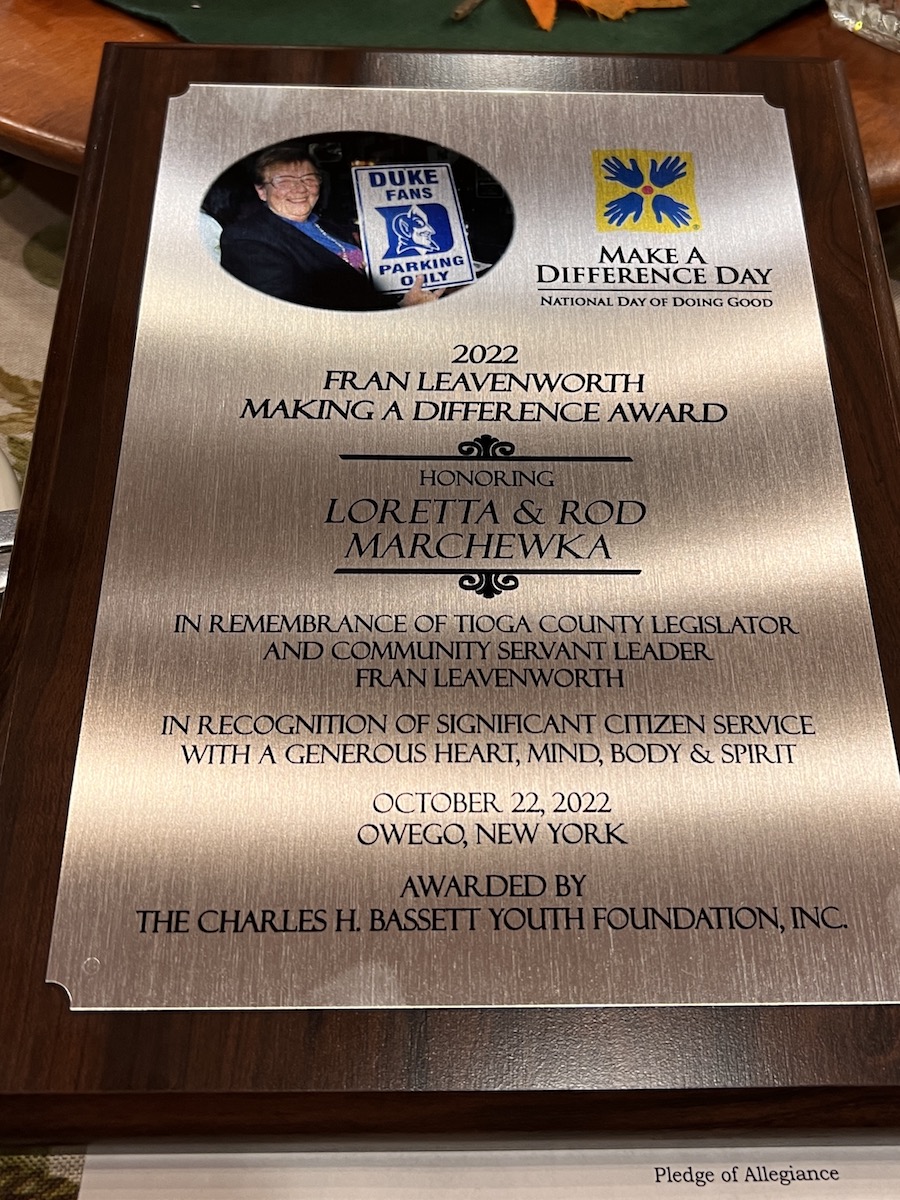 DUKE
FANS
PARKING
ONLY
MAKE A
DIFFERENCE DAY
NATIONAL DAY OF DOING GOOD
2022
FRAN LEAVENWORTH
MAKING A DIFFERENCE AWARD
HONORING
LORETTA & ROD
MARCHEWKA
IN REMEMBRANCE OF TIOGA COUNTY LEGISLATOR
AND COMMUNITY SERVANT LEADER
FRAN LEAVENWORTH
IN RECOGNITION OF SIGNIFICANT CITIZEN SERVICE
WITH A GENEROUS HEART, MIND, BODY & SPIRIT
OCTOBER 22, 2022
OWEGO, NEW YORK
AWARDED BY
THE CHARLES H. BASSETT YOUTH FOUNDATION, INC.
Pledge of Allegiance